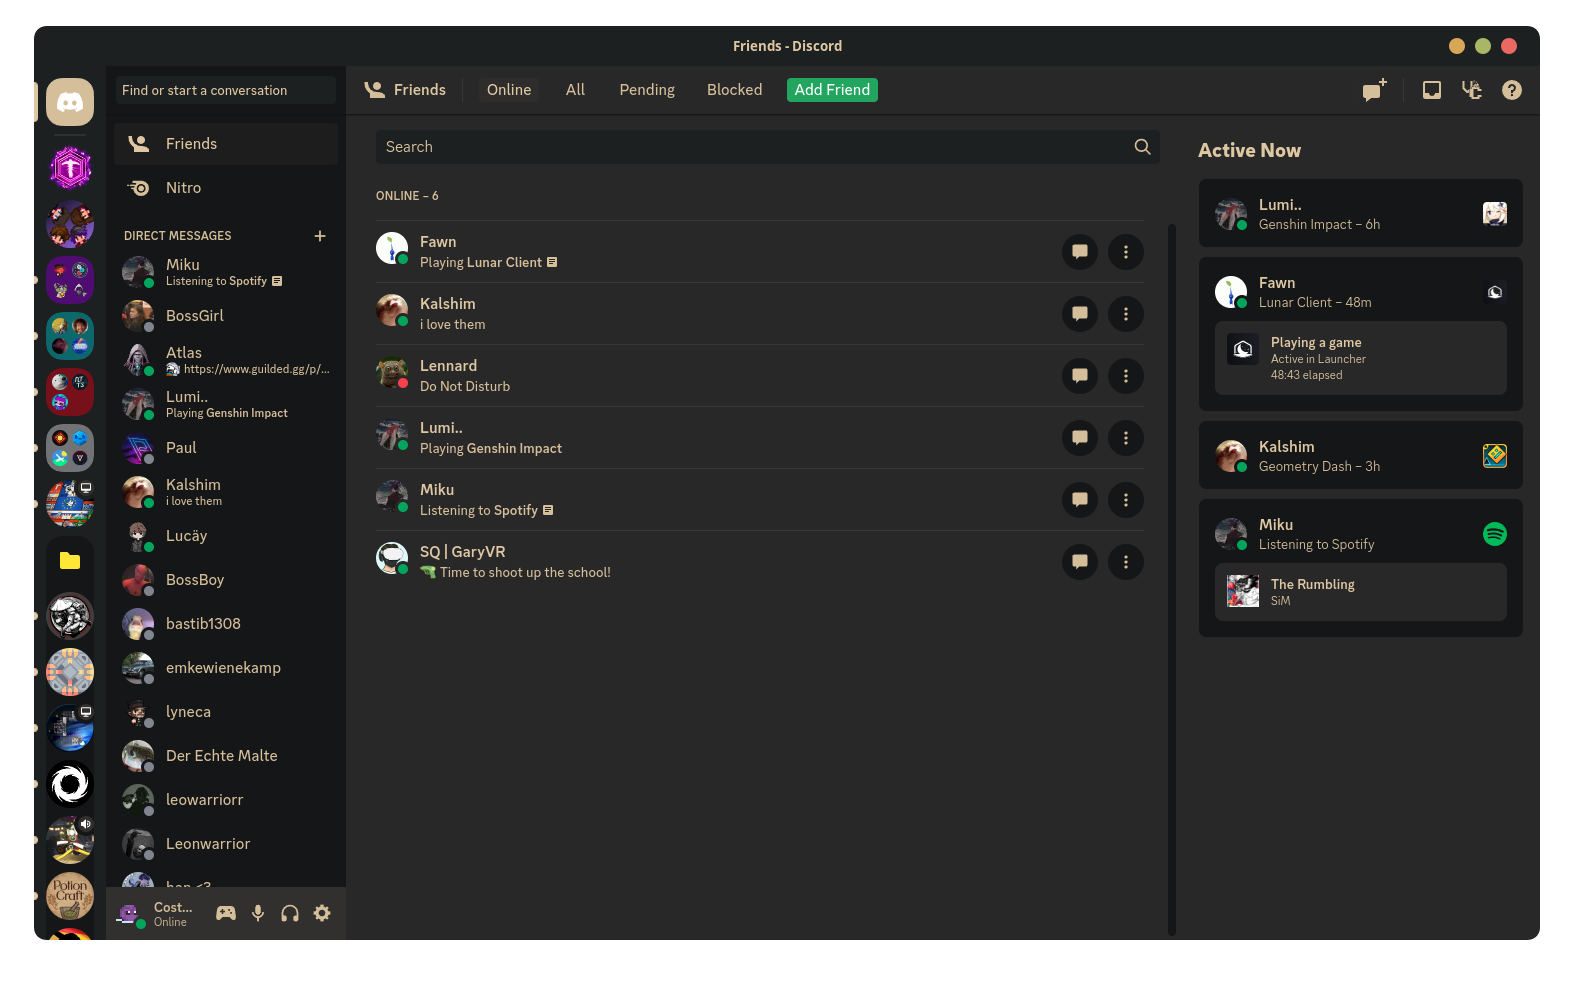 Friends - Discord
Find or start a conversation
Friends
Nitro
DIRECT MESSAGES
Miku
Listening to Spotify
BossGirl
Atlas
https://www.guilded.gg/p/...
Lumi..
Playing Genshin Impact
Paul
Kalshim
i love them
Lucäy
BossBoy
bastib1308
emkewienekamp
lyneca
Der Echte Malte
leowarriorr
Leonwarrior
Cost...
Online
Potion
Craft
Friends
Online
All
Pending
Blocked
Add Friend
Search
ONLINE – 6
Fawn
Playing Lunar Client
Kalshim
i love them
Lennard
Do Not Disturb
Lumi..
Playing Genshin Impact
Miku
Listening to Spotify
SQ | GaryVR
🔫 Time to shoot up the school!
Active Now
Lumi..
Genshin Impact – 6h
Fawn
Lunar Client – 48m
Playing a game
Active in Launcher
48:43 elapsed
Kalshim
Geometry Dash – 3h
Miku
Listening to Spotify
The Rumbling
SiM